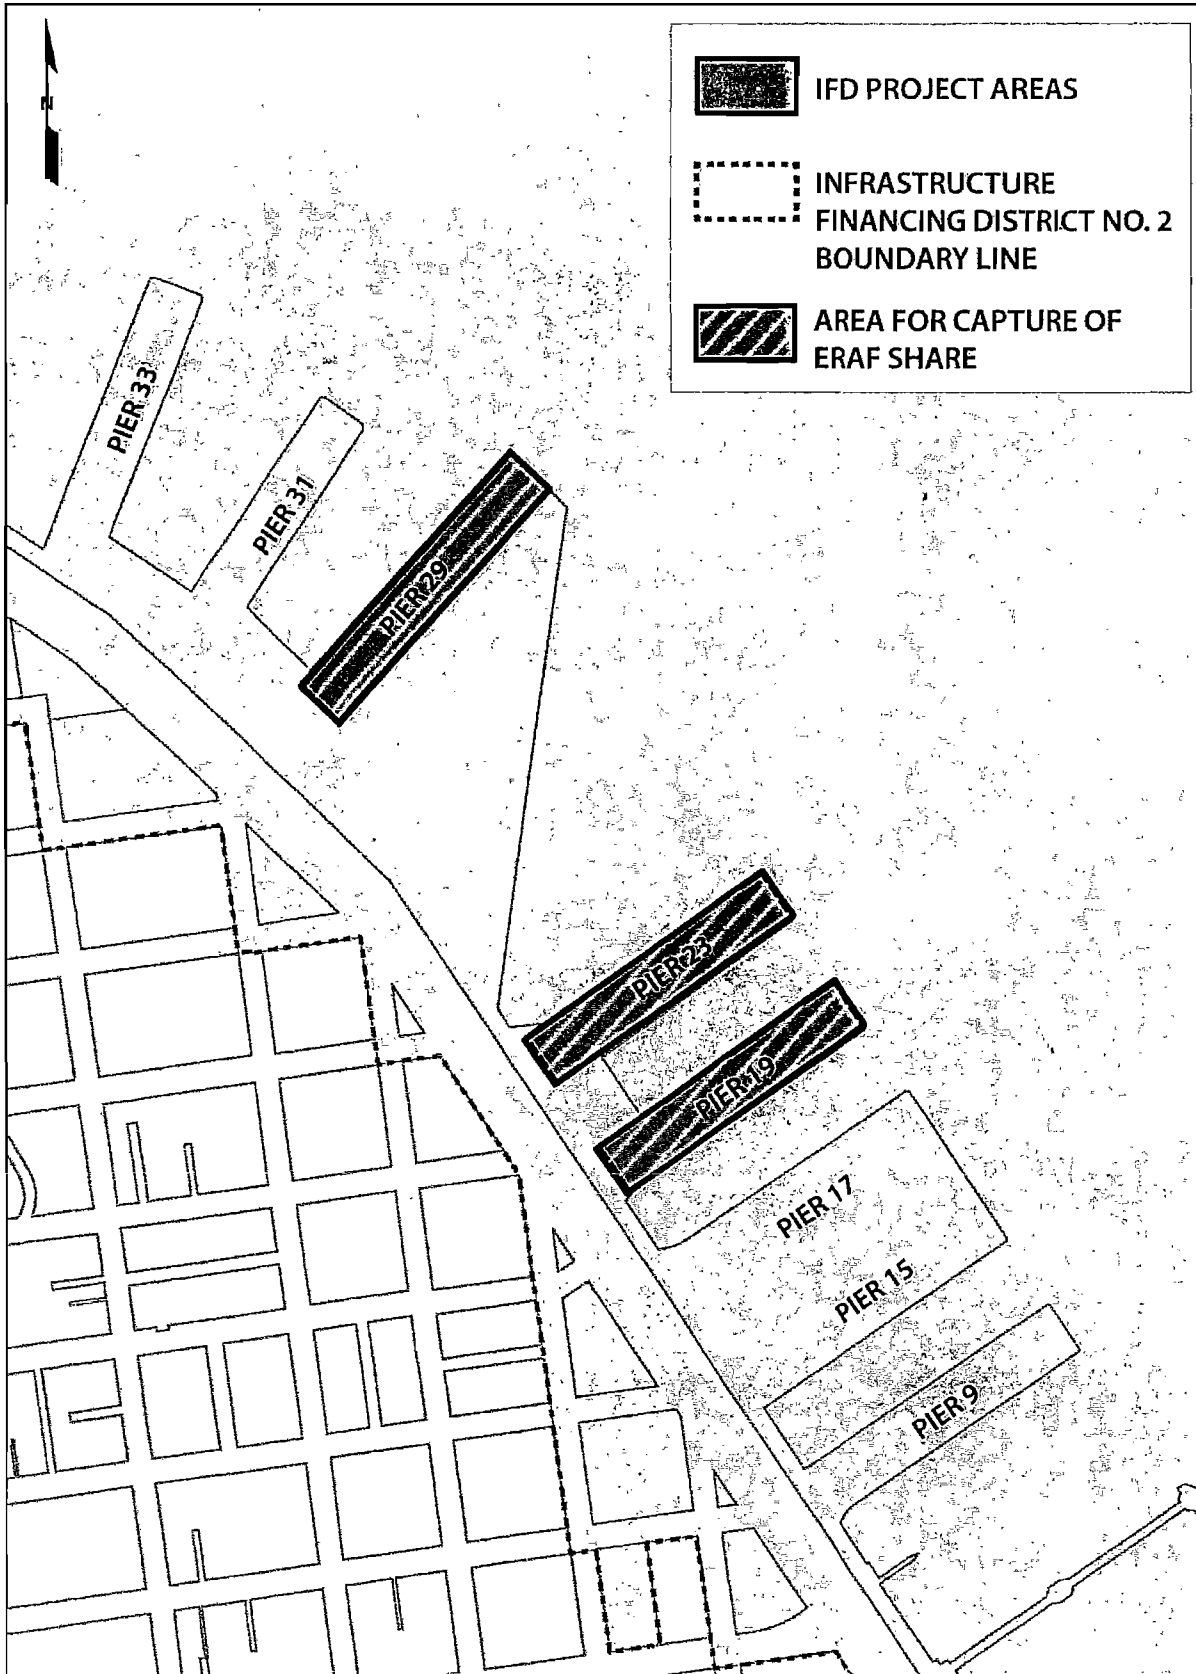 N
IFD PROJECT AREAS
INFRASTRUCTURE
FINANCING DISTRICT NO. 2
BOUNDARY LINE
AREA FOR CAPTURE OF
ERAF SHARE
PIER 33
PIER 31
PIER 29
PIER 23
PIER 19
PIER 17
PIER 15
PIER 9